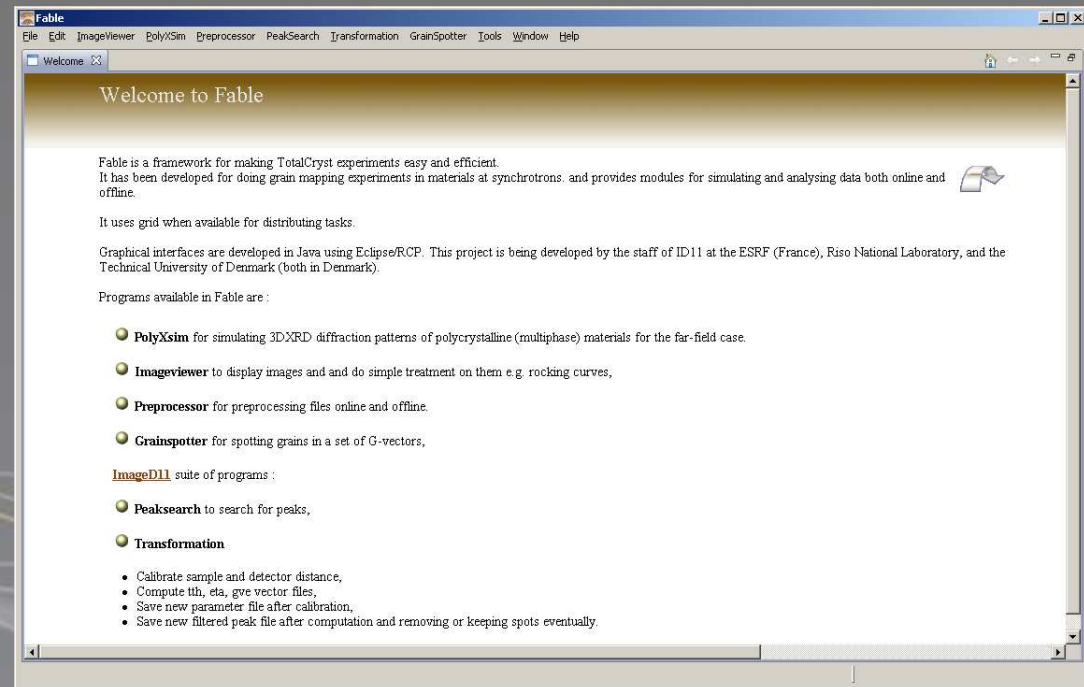 Fable
File Edit ImageViewer PolyXSim Preprocessor PeakSearch Transformation GrainSpotter Tools Window Help
Welcome
Welcome to Fable
Fable is a framework for making TotalCryst experiments easy and efficient.
It has been developed for doing grain mapping experiments in materials at synchrotrons. and provides modules for simulating and analysing data both online and
offline.
It uses grid when available for distributing tasks.
Graphical interfaces are developed in Java using Eclipse/RCP. This project is being developed by the staff of ID11 at the ESRF (France), Riso National Laboratory, and the
Technical University of Denmark (both in Denmark).
Programs available in Fable are :
PolyXsim for simulating 3DXRD diffraction patterns of polycrystalline (multiphase) materials for the far-field case.
Imageviewer to display images and and do simple treatment on them e.g. rocking curves,
Preprocessor for preprocessing files online and offline.
Grainspotter for spotting grains in a set of G-vectors,
ImageD11 suite of programs :
Peaksearch to search for peaks,
Transformation
Calibrate sample and detector distance,
Compute tth, eta, gve vector files,
Save new parameter file after calibration,
Save new filtered peak file after computation and removing or keeping spots eventually.